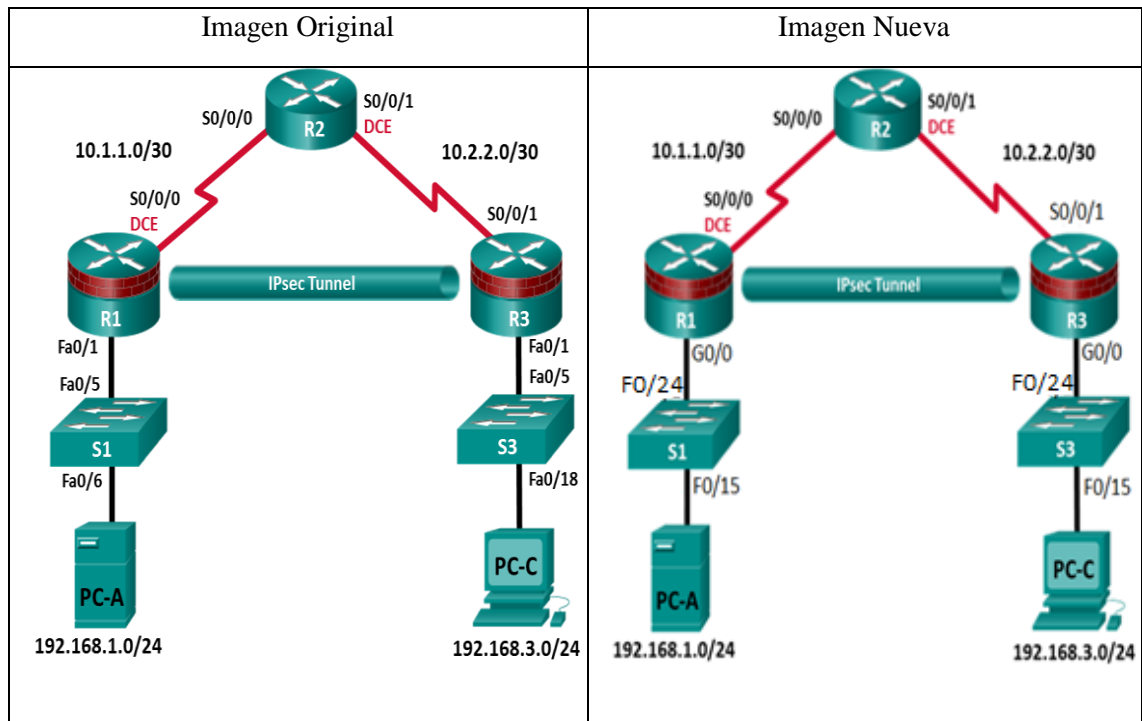 Imagen Original
Imagen Nueva
R2
S0/0/0
S0/0/1
DCE
10.1.1.0/30
10.2.2.0/30
S0/0/0
DCE
S0/0/1
IPsec Tunnel
R1
R3
Fa0/1
Fa0/1
Fa0/5
Fa0/5
S1
S3
Fa0/6
Fa0/18
PC-A
PC-C
192.168.1.0/24
192.168.3.0/24
S0/0/1
S0/0/0
R2
DCE
10.1.1.0/30
10.2.2.0/30
S0/0/0
DCE
S0/0/1
IPsec Tunnel
R1
R3
G0/0
G0/0
F0/24
F0/24
S1
S3
F0/15
F0/15
PC-A
PC-C
192.168.1.0/24
192.168.3.0/24